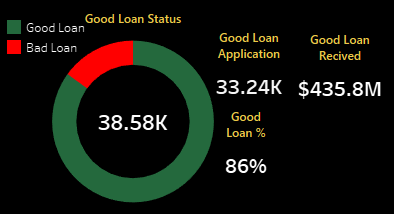 Good Loan Status
Good Loan
Bad Loan
38.58K
Good Loan
Application
33.24K
Good Loan
Recived
$435.8M
Good
Loan %
86%